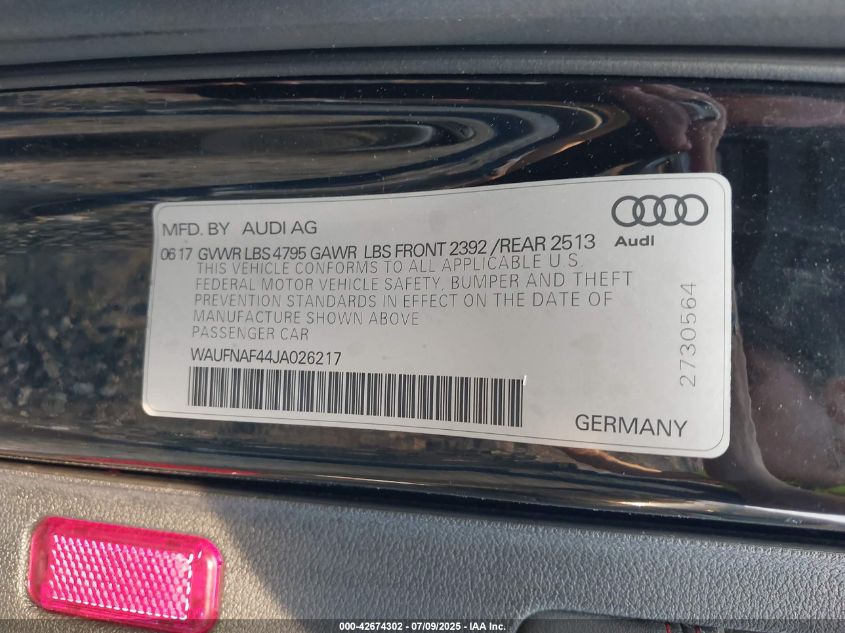 MFD. BY AUDI AG
Audi
06 17 GVWR LBS 4795 GAWR LBS FRONT 2392 /REAR 2513
THIS VEHICLE CONFORMS TO ALL APPLICABLE U S
FEDERAL MOTOR VEHICLE SAFETY, BUMPER AND THEFT
PREVENTION STANDARDS IN EFFECT ON THE DATE OF
MANUFACTURE SHOWN ABOVE
PASSENGER CAR
WAUFNAF44JA026217
2730564
GERMANY
000-42674302 - 07/09/2025 - IAA Inc.